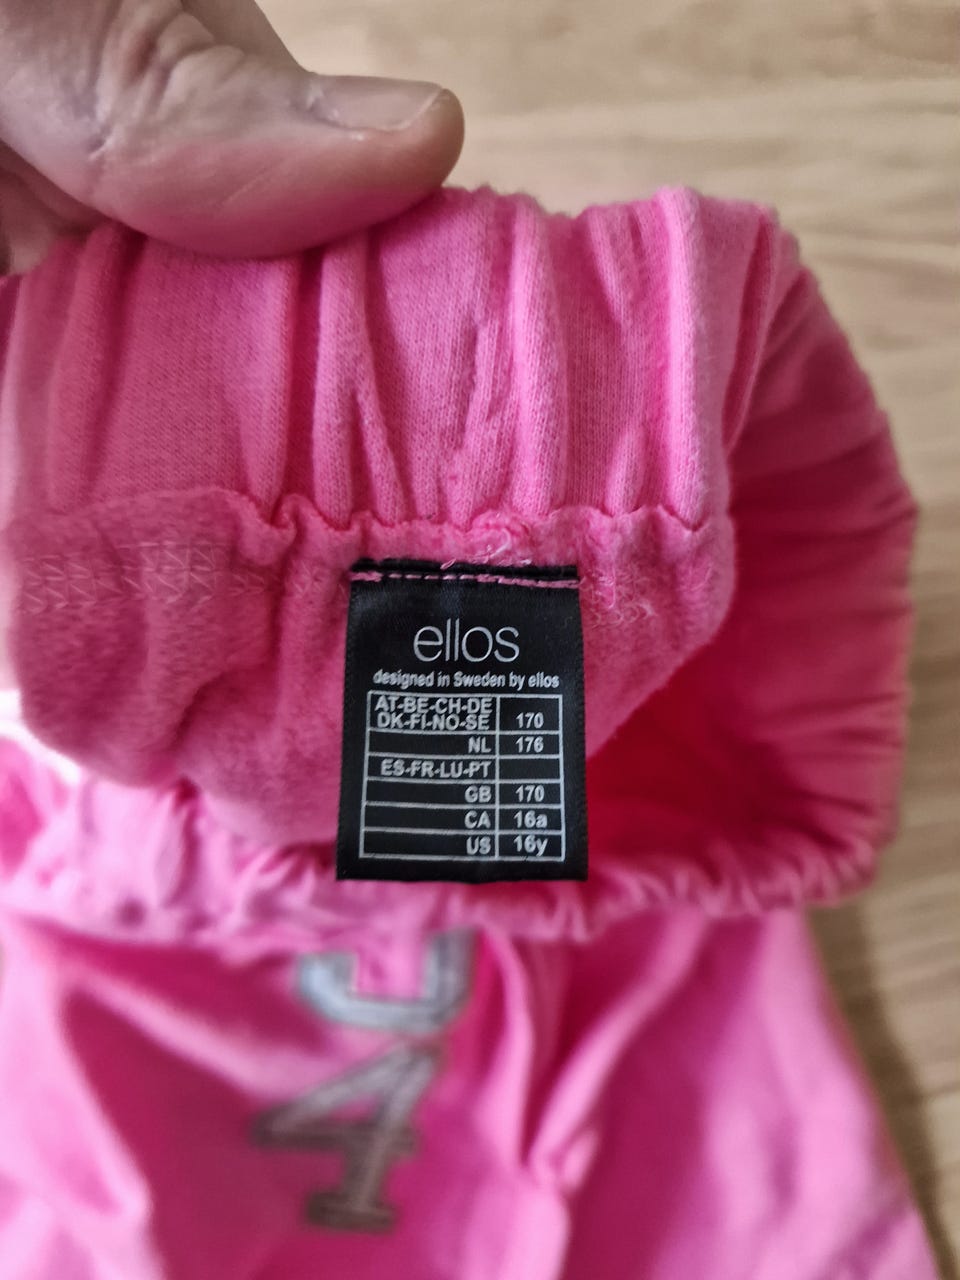 ellos
designed in Sweden by ellos
AT-BE-CH-DE
DK-FI-NO-SE 170
NL 176
ES-FR-LU-PT
GB 170
CA 16a
US 16y
4